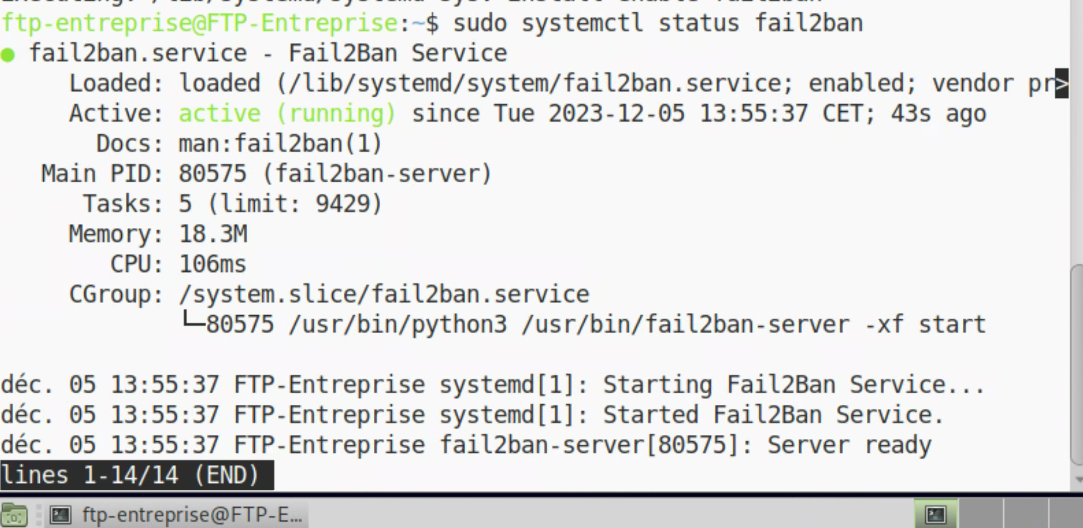 ftp-entreprise@FTP-Entreprise:~$ sudo systemctl status fail2ban
● fail2ban.service - Fail2Ban Service
Loaded: loaded (/lib/systemd/system/fail2ban.service; enabled; vendor pr>
Active: active (running) since Tue 2023-12-05 13:55:37 CET; 43s ago
Docs: man:fail2ban(1)
Main PID: 80575 (fail2ban-server)
Tasks: 5 (limit: 9429)
Memory: 18.3M
CPU: 106ms
CGroup: /system.slice/fail2ban.service
└─80575 /usr/bin/python3 /usr/bin/fail2ban-server -xf start
déc. 05 13:55:37 FTP-Entreprise systemd[1]: Starting Fail2Ban Service...
déc. 05 13:55:37 FTP-Entreprise systemd[1]: Started Fail2Ban Service.
déc. 05 13:55:37 FTP-Entreprise fail2ban-server[80575]: Server ready
lines 1-14/14 (END)
ftp-entreprise@FTP-E...